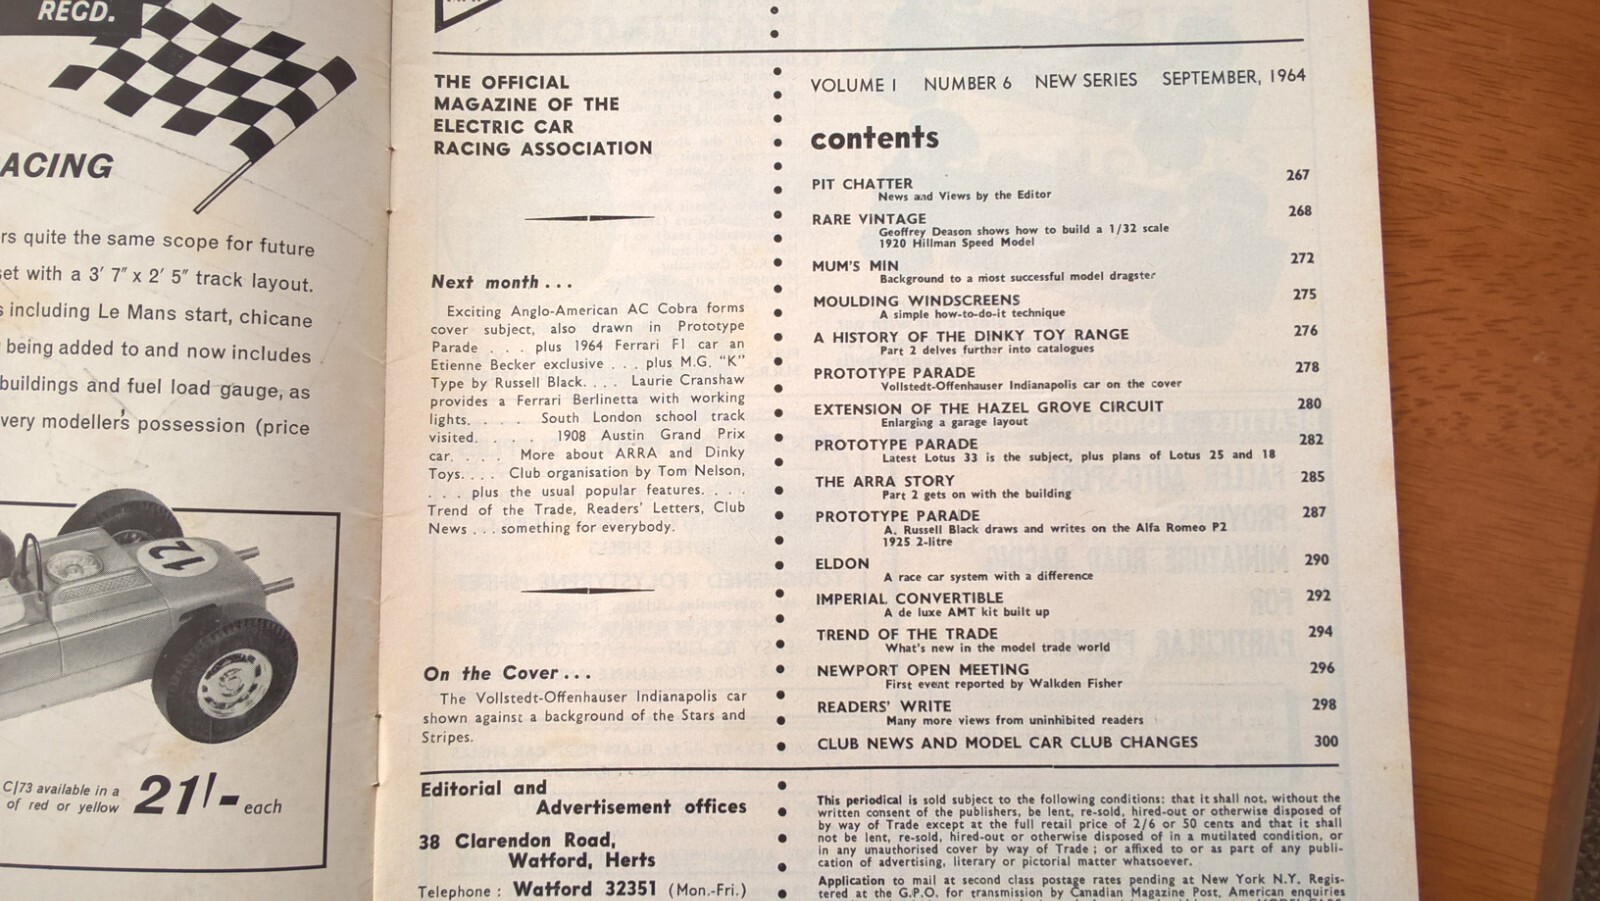 REGD.
ACING
rs quite the same scope for future
set with a 3′ 7″ x 2′ 5″ track layout.
s including Le Mans start, chicane
being added to and now includes
buildings and fuel load gauge, as
very modeller's possession (price
12
C/73 available in a
of red or yellow
21/- each
THE OFFICIAL
MAGAZINE OF THE
ELECTRIC CAR
RACING ASSOCIATION
Next month . . .
Exciting Anglo-American AC Cobra forms
cover subject, also drawn in Prototype
Parade . . . plus 1964 Ferrari F1 car an
Etienne Becker exclusive . . . plus M.G. "K"
Type by Russell Black. . . . Laurie Cranshaw
provides a Ferrari Berlinetta with working
lights. . . . South London school track
visited. . . . 1908 Austin Grand Prix
car. . . . More about ARRA and Dinky
Toys. . . . Club organisation by Tom Nelson,
. . . plus the usual popular features. . . .
Trend of the Trade, Readers' Letters, Club
News . . . something for everybody.
On the Cover . . .
The Vollstedt-Offenhauser Indianapolis car
shown against a background of the Stars and
Stripes.
Editorial and
Advertisement offices
38 Clarendon Road,
Watford, Herts
Telephone : Watford 32351 (Mon.-Fri.)
VOLUME I NUMBER 6 NEW SERIES SEPTEMBER, 1964
contents
PIT CHATTER 267
News and Views by the Editor
RARE VINTAGE 268
Geoffrey Deason shows how to build a 1/32 scale
1920 Hillman Speed Model
MUM'S MIN 272
Background to a most successful model dragster
MOULDING WINDSCREENS 275
A simple how-to-do-it technique
A HISTORY OF THE DINKY TOY RANGE 276
Part 2 delves further into catalogues
PROTOTYPE PARADE 278
Vollstedt-Offenhauser Indianapolis car on the cover
EXTENSION OF THE HAZEL GROVE CIRCUIT 280
Enlarging a garage layout
PROTOTYPE PARADE 282
Latest Lotus 33 is the subject, plus plans of Lotus 25 and 18
THE ARRA STORY 285
Part 2 gets on with the building
PROTOTYPE PARADE 287
A. Russell Black draws and writes on the Alfa Romeo P2
1925 2-litre
ELDON 290
A race car system with a difference
IMPERIAL CONVERTIBLE 292
A de luxe AMT kit built up
TREND OF THE TRADE 294
What's new in the model trade world
NEWPORT OPEN MEETING 296
First event reported by Walkden Fisher
READERS' WRITE 298
Many more views from uninhibited readers
CLUB NEWS AND MODEL CAR CLUB CHANGES 300
This periodical is sold subject to the following conditions: that it shall not, without the
written consent of the publishers, be lent, re-sold, hired-out or otherwise disposed of
by way of Trade except at the full retail price of 2/6 or 50 cents and that it shall
not be lent, re-sold, hired-out or otherwise disposed of in a mutilated condition, or
in any unauthorised cover by way of Trade ; or affixed to or as part of any publi-
cation of advertising, literary or pictorial matter whatsoever.
Application to mail at second class postage rates pending at New York N.Y. Regis-
tered at the G.P.O. for transmission by Canadian Magazine Post, American enquiries